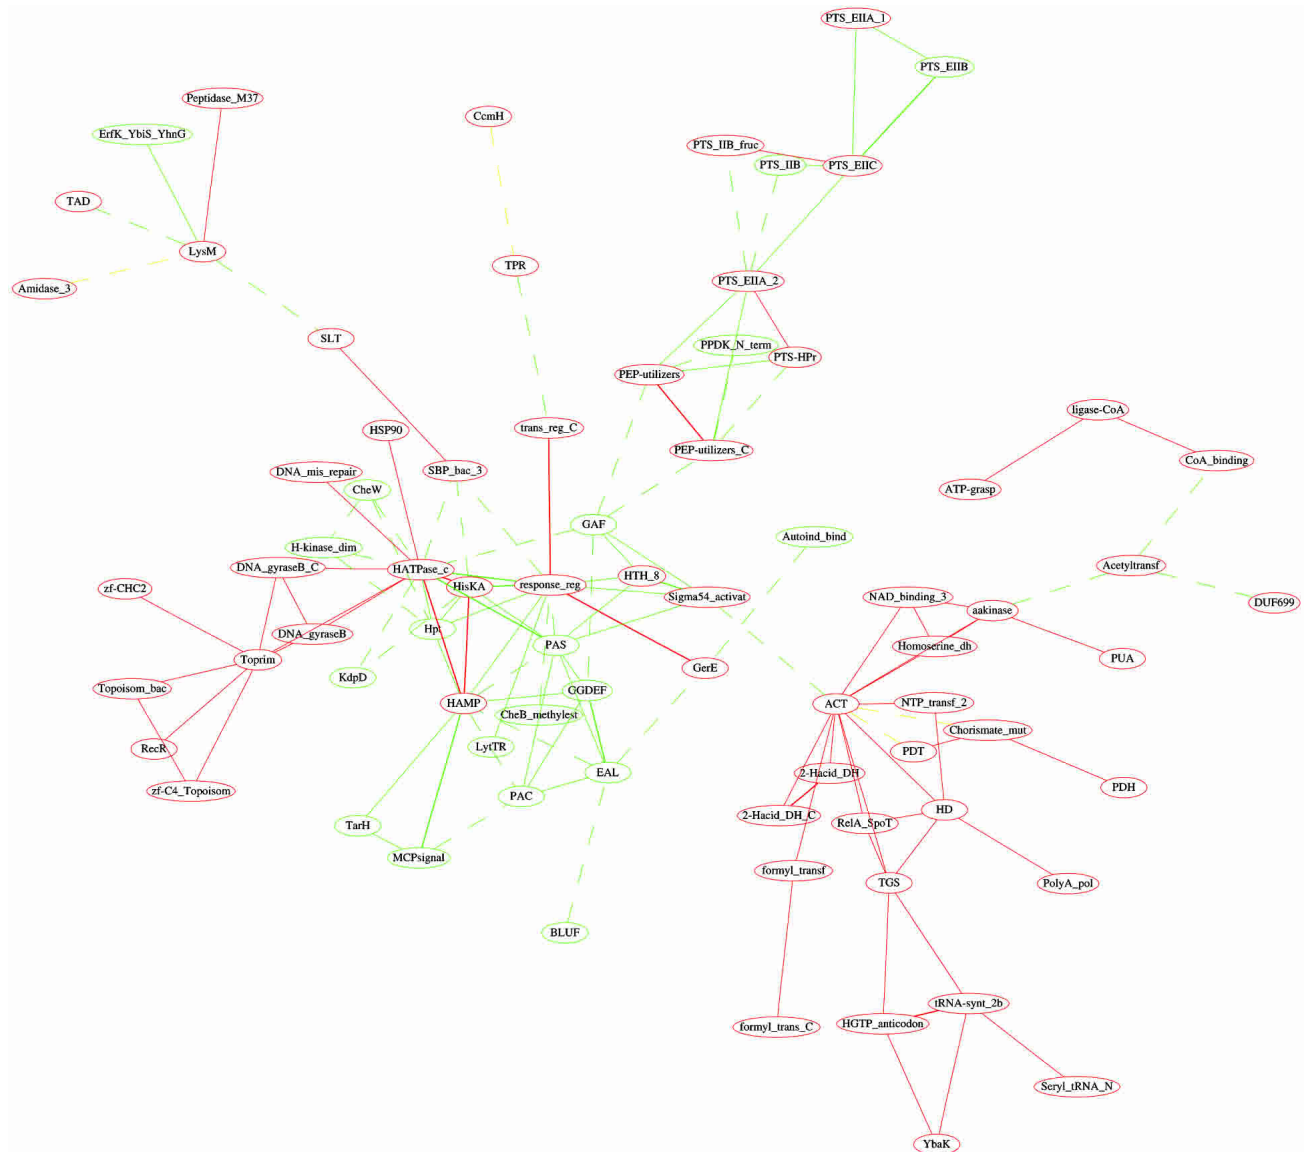 PTS_EIIA_1
PTS_EIIB
Peptidase_M37
CcmH
ErfK_YbiS_YhnG
PTS_IIB_fruc
PTS_IIB
PTS_EIIC
TAD
LysM
TPR
Amidase_3
PTS_EIIA_2
SLT
PPDK_N_term
PTS-HPr
PEP-utilizers
ligase-CoA
trans_reg_C
HSP90
PEP-utilizers_C
CoA_binding
DNA_mis_repair
SBP_bac_3
ATP-grasp
CheW
GAF
Autoind_bind
H-kinase_dim
DNA_gyraseB_C
HATPase_c
Acetyltransf
zf-CHC2
HisKA
response_reg
HTH_8
Sigma54_activat
NAD_binding_3
aakinase
DUF699
DNA_gyraseB
Hpt
PAS
Homoserine_dh
PUA
Toprim
KdpD
GerE
Topoisom_bac
GGDEF
HAMP
CheB_methylest
ACT
NTP_transf_2
Chorismate_mut
RecR
LytTR
PDT
EAL
2-Hacid_DH
PDH
zf-C4_Topoisom
PAC
2-Hacid_DH_C
HD
TarH
RelA_SpoT
MCPsignal
formyl_transf
TGS
PolyA_pol
BLUF
tRNA-synt_2b
formyl_trans_C
HGTP_anticodon
Seryl_tRNA_N
YbaK